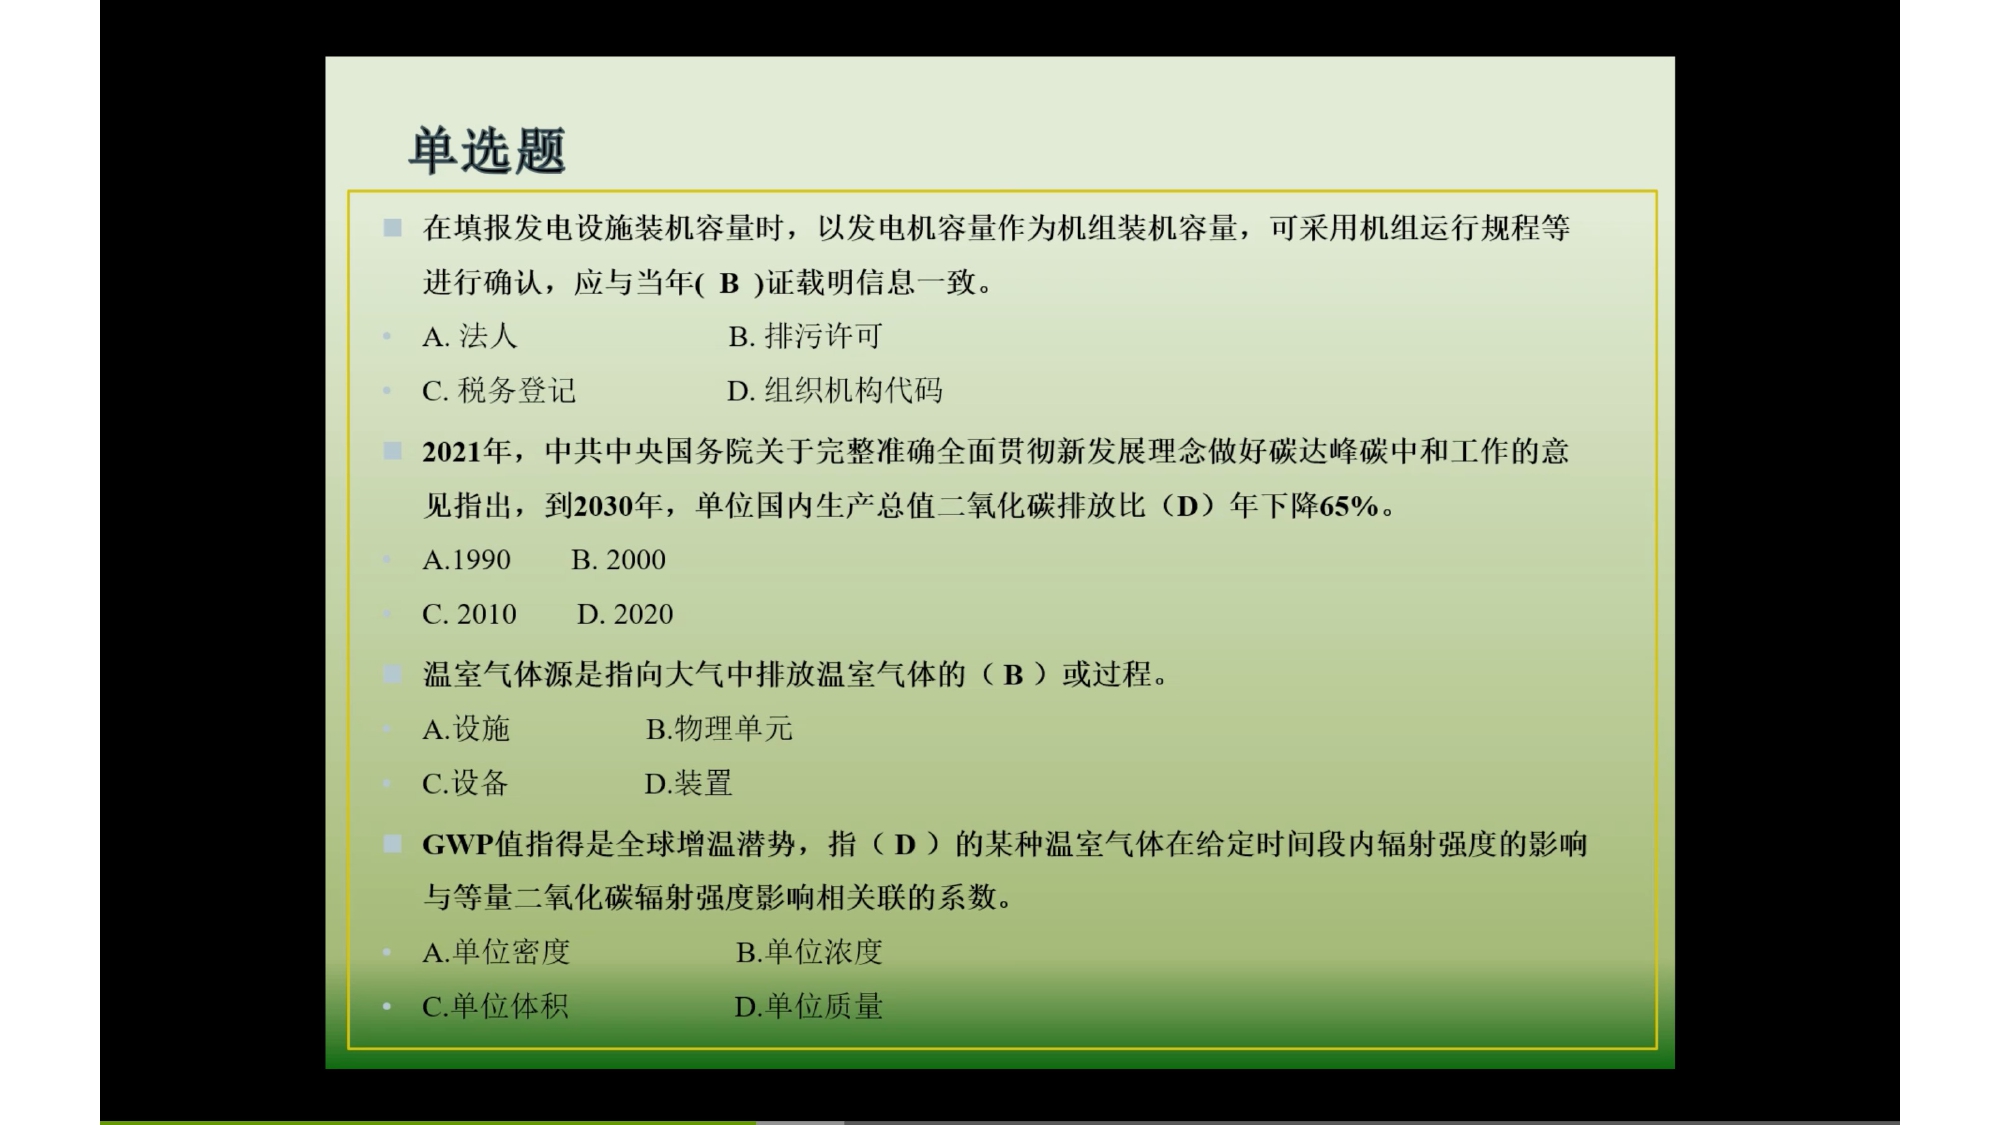 单选题
在填报发电设施装机容量时，以发电机容量作为机组装机容量，可采用机组运行规程等
进行确认，应与当年( B )证载明信息一致。
A. 法人 B. 排污许可
C. 税务登记 D. 组织机构代码
2021年，中共中央国务院关于完整准确全面贯彻新发展理念做好碳达峰碳中和工作的意
见指出，到2030年，单位国内生产总值二氧化碳排放比（D）年下降65%。
A.1990 B. 2000
C. 2010 D. 2020
温室气体源是指向大气中排放温室气体的（ B ）或过程。
A.设施 B.物理单元
C.设备 D.装置
GWP值指得是全球增温潜势，指（ D ）的某种温室气体在给定时间段内辐射强度的影响
与等量二氧化碳辐射强度影响相关联的系数。
A.单位密度 B.单位浓度
C.单位体积 D.单位质量